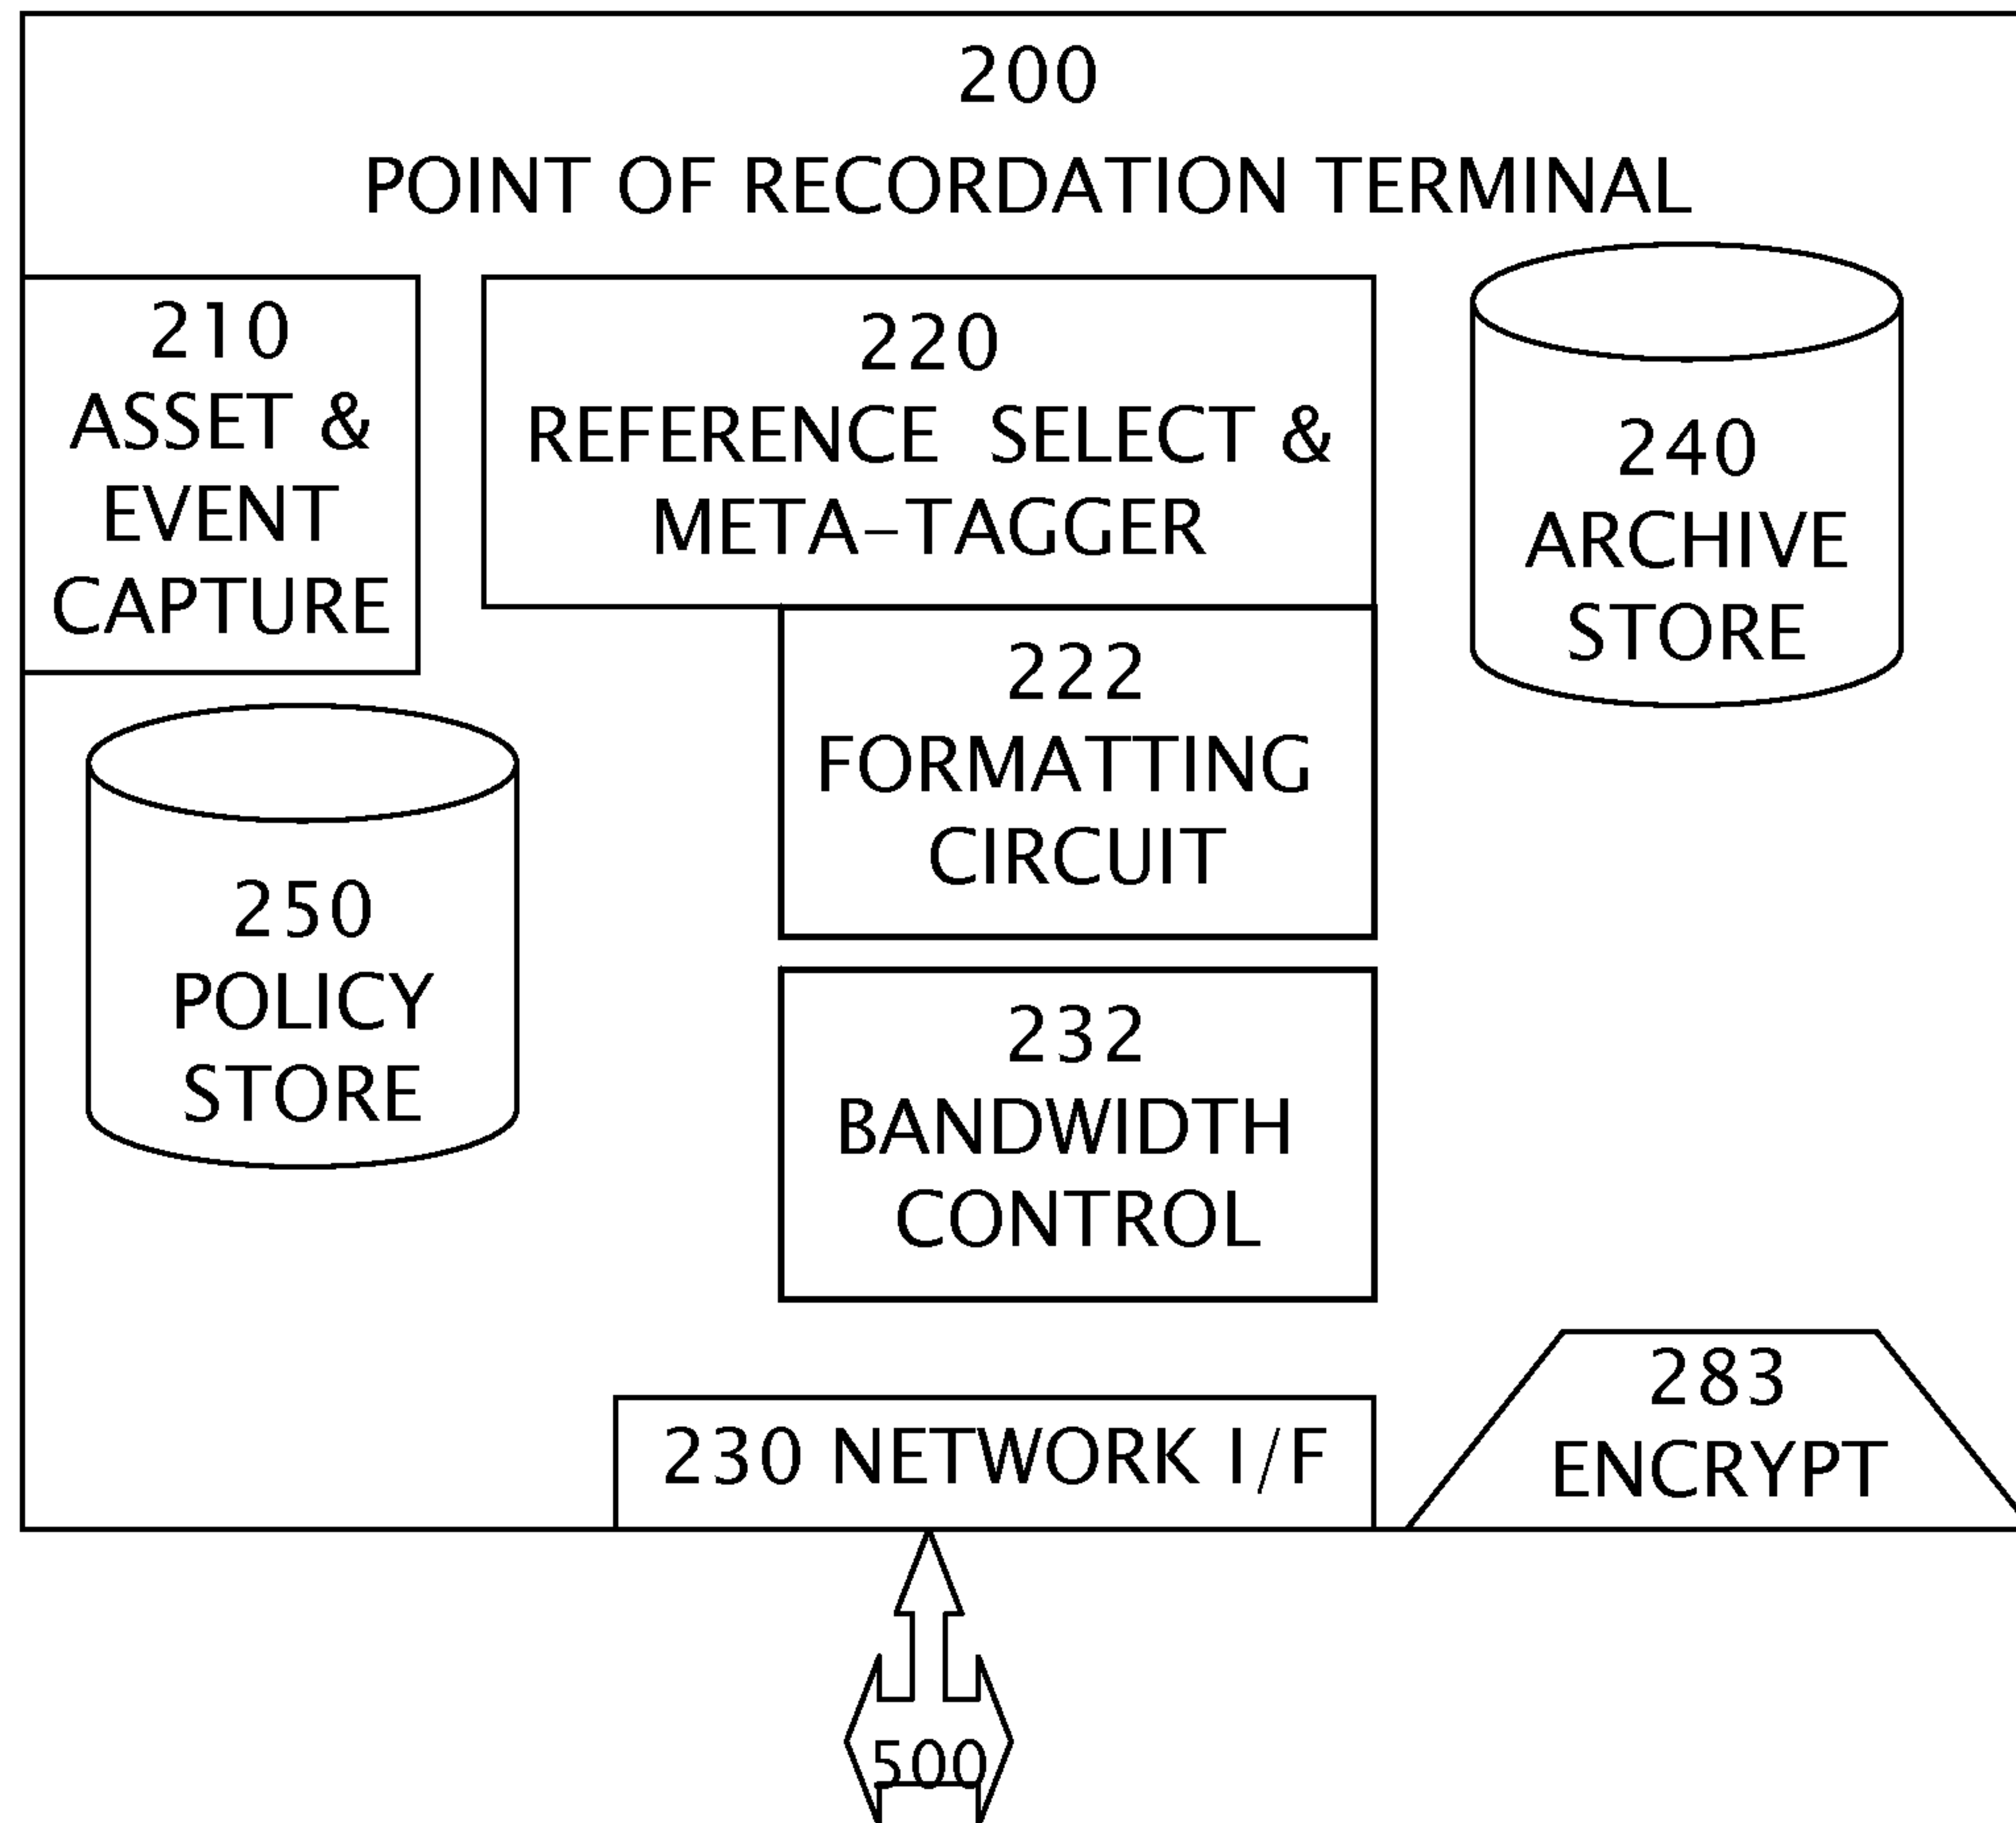 200
POINT OF RECORDATION TERMINAL
210
ASSET &
EVENT
CAPTURE
220
REFERENCE SELECT &
META-TAGGER
240
ARCHIVE
STORE
222
FORMATTING
CIRCUIT
250
POLICY
STORE
232
BANDWIDTH
CONTROL
230 NETWORK I/F
283
ENCRYPT
500